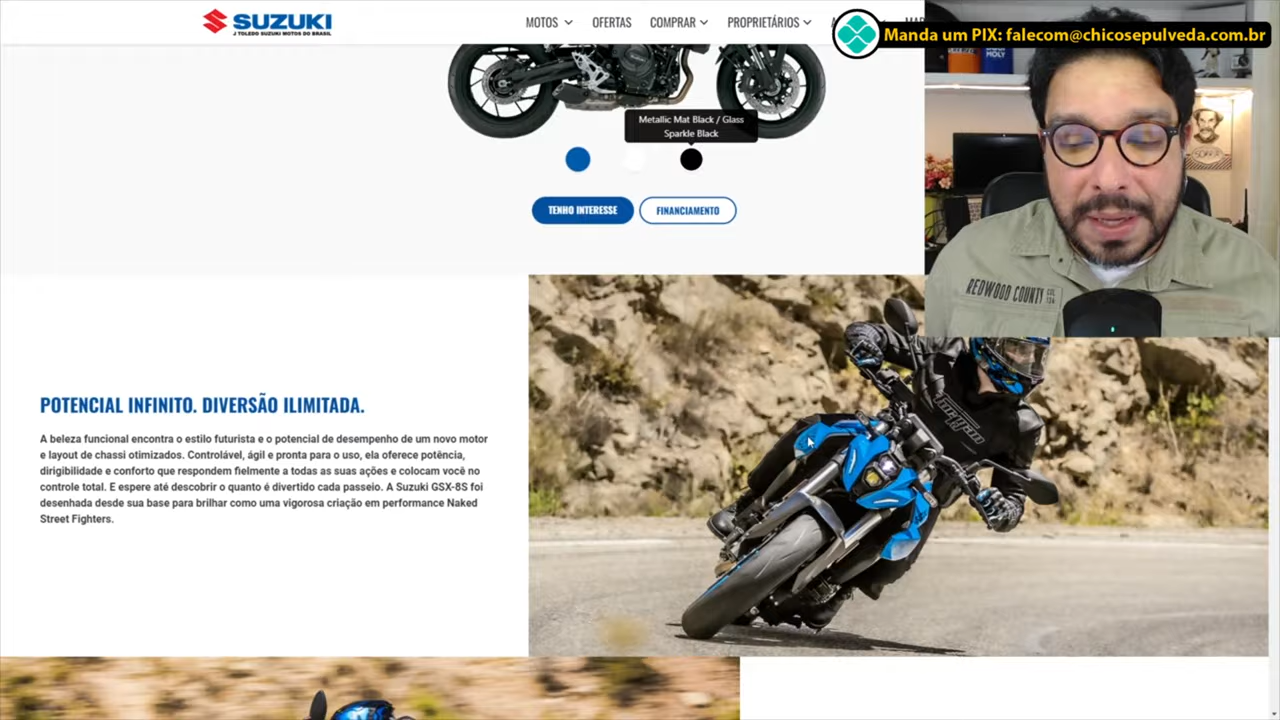 SUZUKI
J TOLEDO SUZUKI MOTOS DO BRASIL
MOTOS
OFERTAS
COMPRAR
PROPRIETÁRIOS
Manda um PIX: falecom@chicosepulveda.com.br
MOLY
Metallic Mat Black / Glass
Sparkle Black
TENHO INTERESSE
FINANCIAMENTO
REDWOOD COUNTY
POTENCIAL INFINITO. DIVERSÃO ILIMITADA.
A beleza funcional encontra o estilo futurista e o potencial de desempenho de um novo motor
e layout de chassi otimizados. Controlável, ágil e pronta para o uso, ela oferece potência,
dirigibilidade e conforto que respondem fielmente a todas as suas ações e colocam você no
controle total. E espere até descobrir o quanto é divertido cada passeio. A Suzuki GSX-8S foi
desenhada desde sua base para brilhar como uma vigorosa criação em performance Naked
Street Fighters.